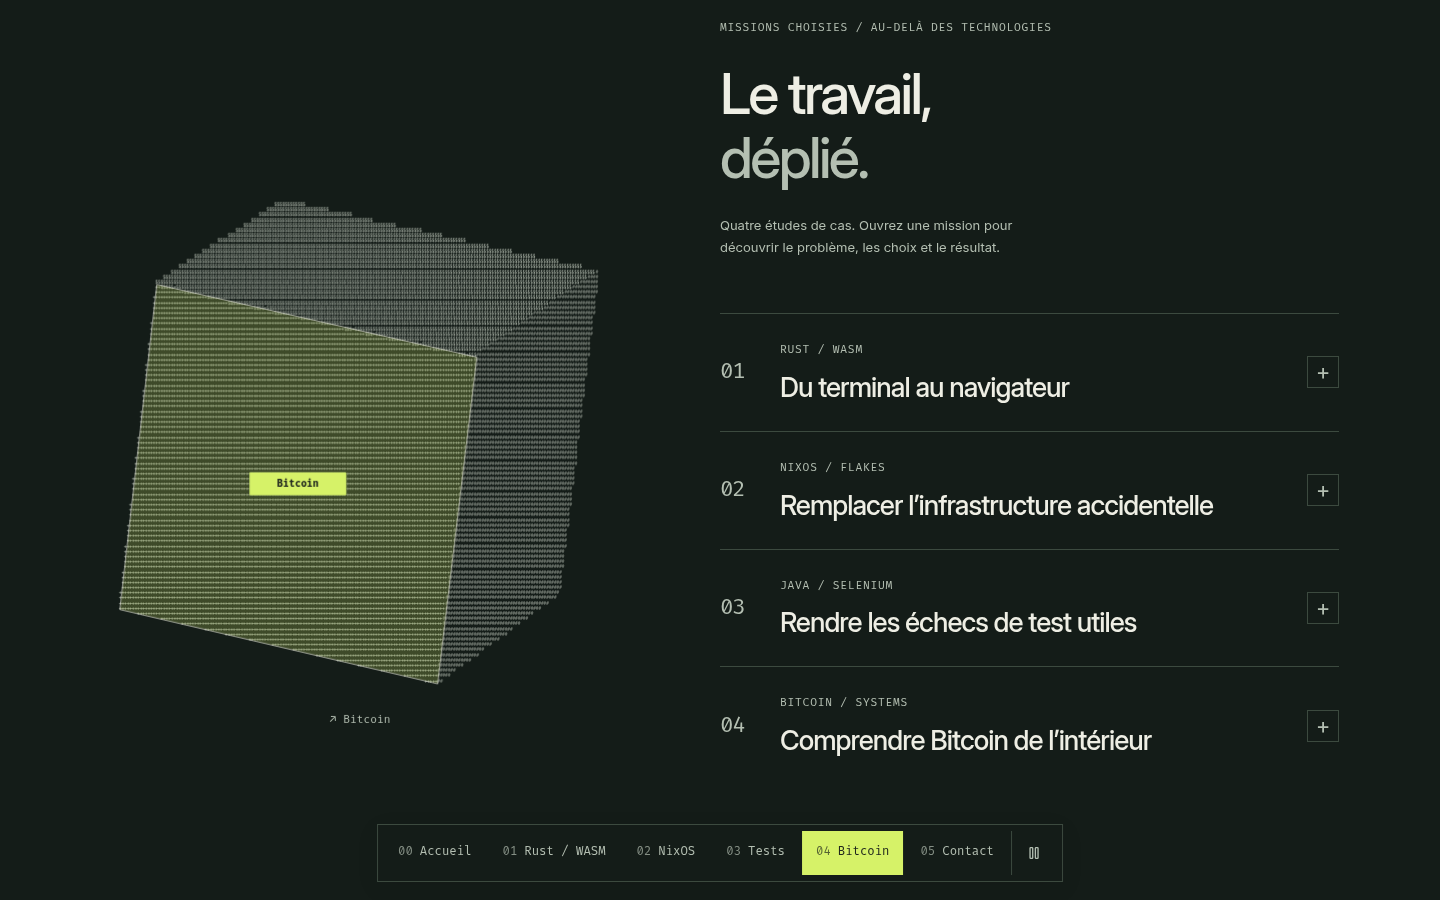 MISSIONS CHOISIES / AU-DELÀ DES TECHNOLOGIES
Le travail,
déplié.
Quatre études de cas. Ouvrez une mission pour
découvrir le problème, les choix et le résultat.
01
RUST / WASM
Du terminal au navigateur
+
02
NIXOS / FLAKES
Remplacer l’infrastructure accidentelle
+
03
JAVA / SELENIUM
Rendre les échecs de test utiles
+
04
BITCOIN / SYSTEMS
Comprendre Bitcoin de l’intérieur
+
Bitcoin
↗ Bitcoin
00 Accueil 01 Rust / WASM 02 NixOS 03 Tests 04 Bitcoin 05 Contact